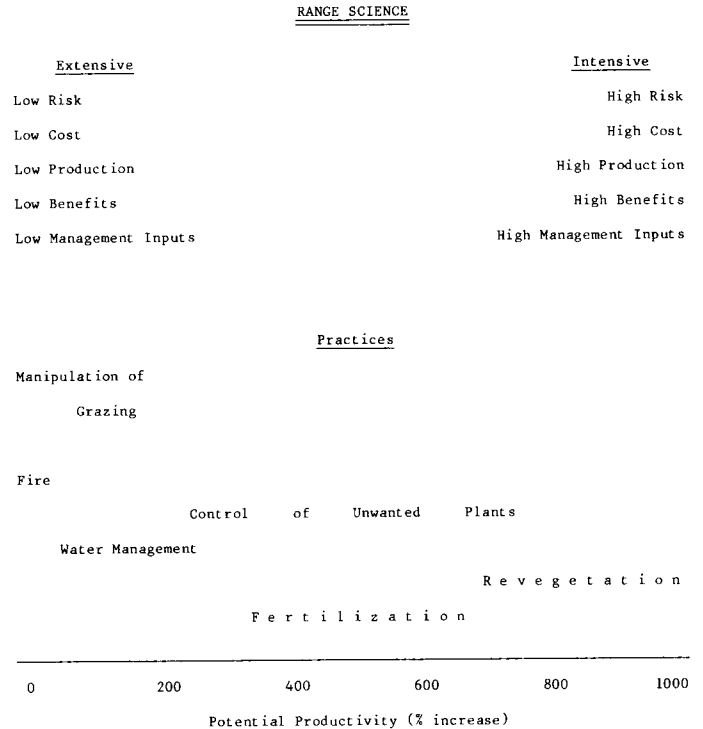 RANGE SCIENCE
Extensive Intensive
Low Risk High Risk
Low Cost High Cost
Low Production High Production
Low Benefits High Benefits
Low Management Inputs High Management Inputs
Practices
Manipulation of
Grazing
Fire
Control of Unwanted Plants
Water Management
Revegetation
Fertilization
0 200 400 600 800 1000
Potential Productivity (% increase)